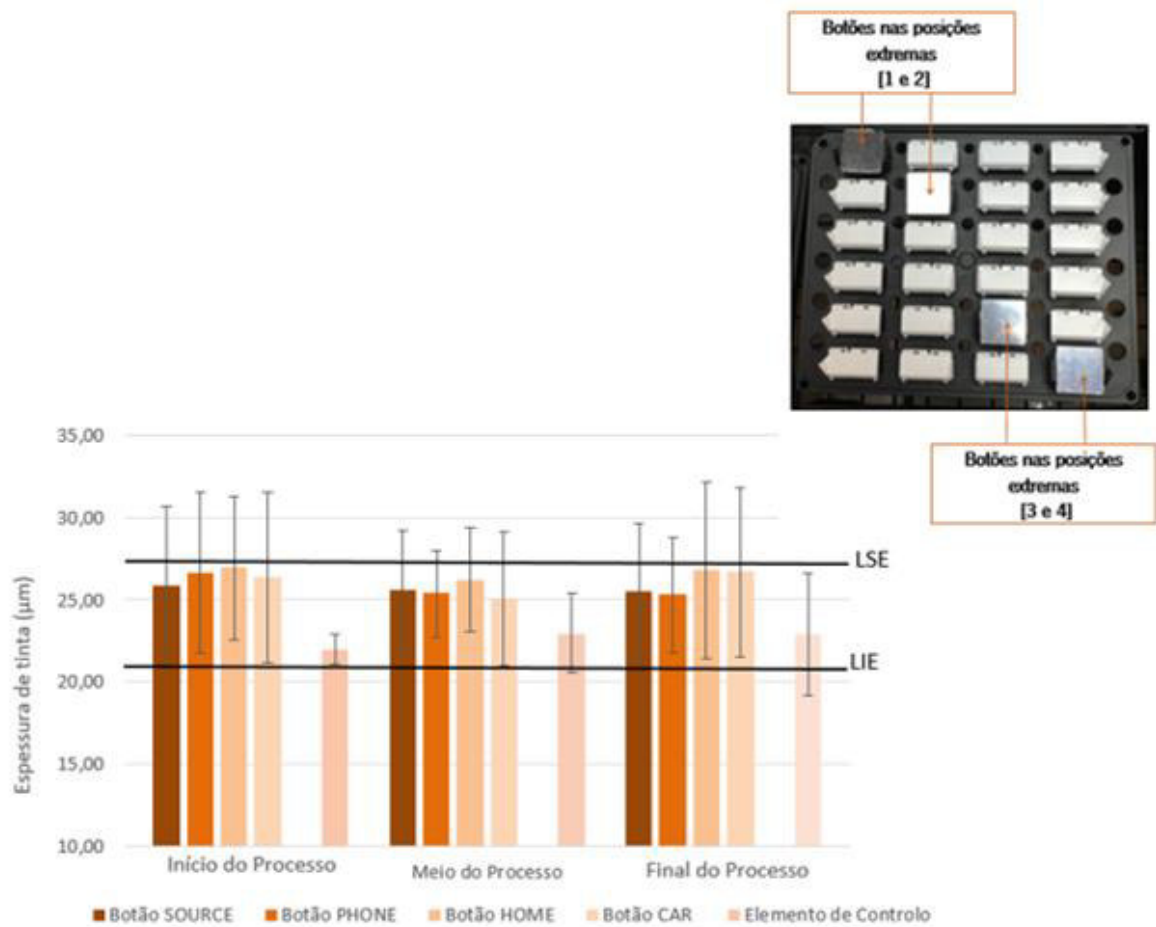 Botões nas posições
extremas
[1 e 2]
Botões nas posições
extremas
[3 e 4]
35,00
30,00
25,00
20,00
15,00
10,00
Espessura de tinta (µm)
LSE
LIE
Início do Processo
Meio do Processo
Final do Processo
Botão SOURCE
Botão PHONE
Botão HOME
Botão CAR
Elemento de Controlo